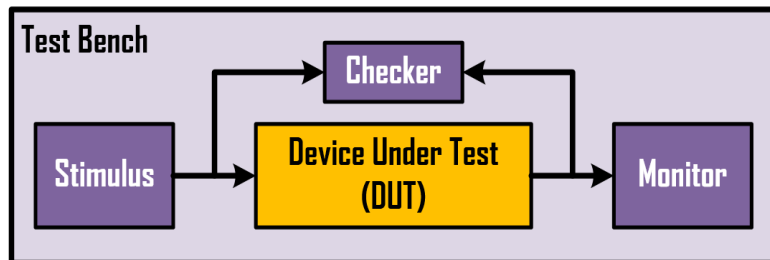 Test Bench
Checker
Stimulus
Device Under Test
(DUT)
Monitor